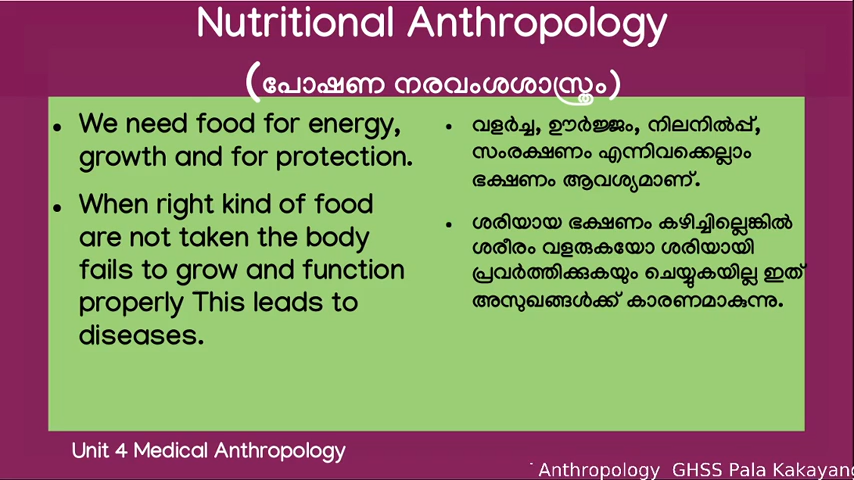 Nutritional Anthropology
(പോഷണ നരവംശശാസ്ത്രം)
• We need food for energy,
growth and for protection.
• When right kind of food
are not taken the body
fails to grow and function
properly This leads to
diseases.
• വളർച്ച, ഊർജ്ജം, നിലനിൽപ്പ്,
സംരക്ഷണം എന്നിവക്കെല്ലാം
ഭക്ഷണം ആവശ്യമാണ്.
• ശരിയായ ഭക്ഷണം കഴിച്ചില്ലെങ്കിൽ
ശരീരം വളരുകയോ ശരിയായി
പ്രവർത്തിക്കുകയും ചെയ്യുകയില്ല ഇത്
അസുഖങ്ങൾക്ക് കാരണമാകുന്നു.
Unit 4 Medical Anthropology
` Anthropology GHSS Pala Kakayang